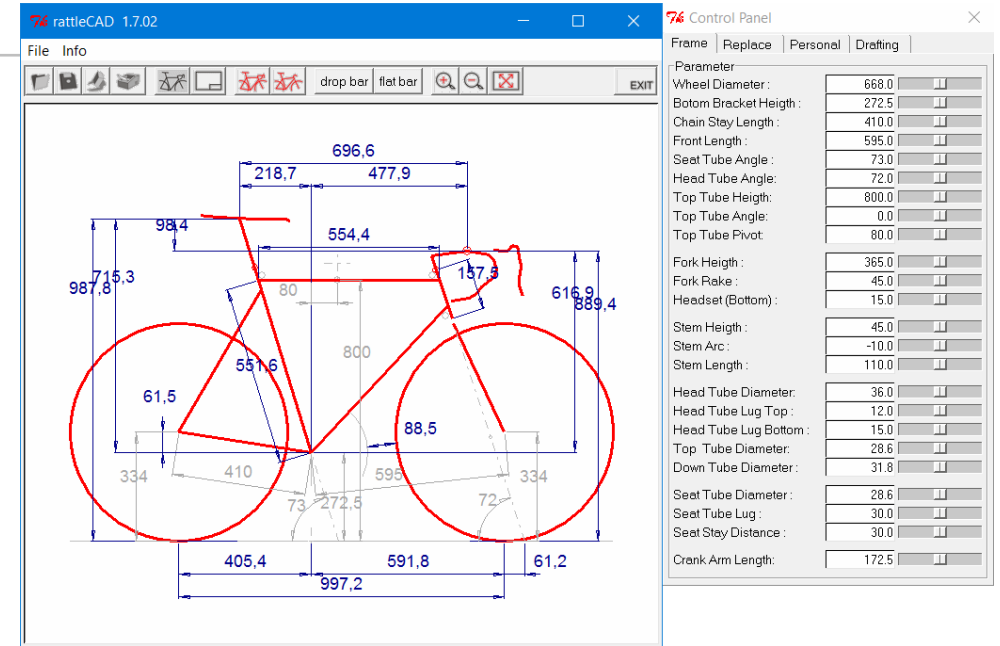 rattleCAD 1.7.02
File Info
drop bar flat bar EXIT
696,6
218,7 477,9
98,4
554,4
715,3
987,8
157,5
616,9
889,4
80
800
551,6
61,5
88,5
334 410 595 334
73 272,5 72
405,4 591,8 61,2
997,2
Control Panel
Frame Replace Personal Drafting
Parameter
Wheel Diameter : 668.0
Botom Bracket Heigth : 272.5
Chain Stay Length : 410.0
Front Length : 595.0
Seat Tube Angle : 73.0
Head Tube Angle: 72.0
Top Tube Heigth: 800.0
Top Tube Angle: 0.0
Top Tube Pivot: 80.0
Fork Heigth : 365.0
Fork Rake : 45.0
Headset (Bottom) : 15.0
Stem Heigth : 45.0
Stem Arc : -10.0
Stem Length : 110.0
Head Tube Diameter: 36.0
Head Tube Lug Top : 12.0
Head Tube Lug Bottom : 15.0
Top Tube Diameter: 28.6
Down Tube Diameter : 31.8
Seat Tube Diameter : 28.6
Seat Tube Lug : 30.0
Seat Stay Distance : 30.0
Crank Arm Length: 172.5